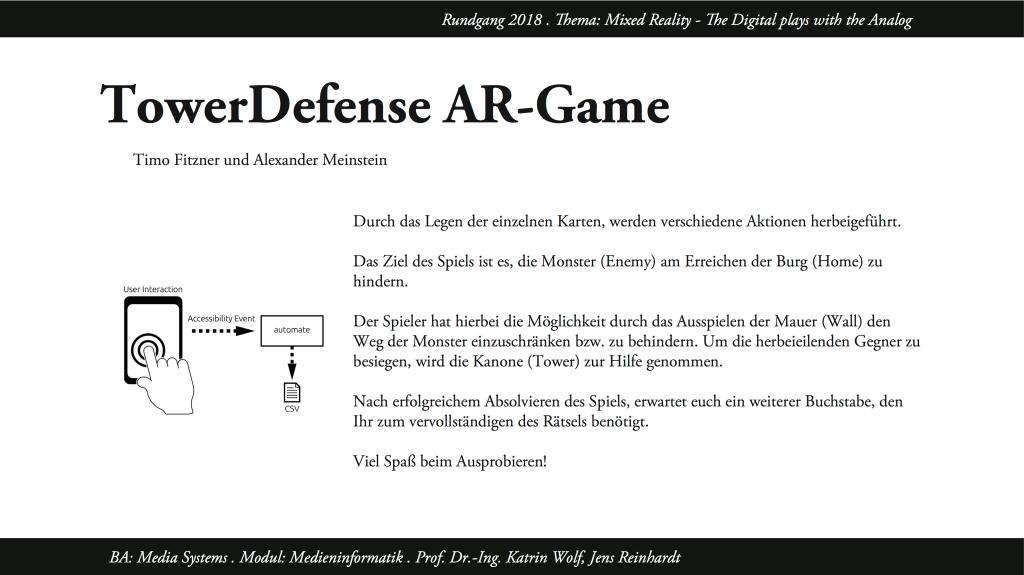 Rundgang 2018 . Thema: Mixed Reality - The Digital plays with the Analog
TowerDefense AR-Game
Timo Fitzner und Alexander Meinstein
Durch das Legen der einzelnen Karten, werden verschiedene Aktionen herbeigeführt.
Das Ziel des Spiels ist es, die Monster (Enemy) am Erreichen der Burg (Home) zu
hindern.
Der Spieler hat hierbei die Möglichkeit durch das Ausspielen der Mauer (Wall) den
Weg der Monster einzuschränken bzw. zu behindern. Um die herbeieilenden Gegner zu
besiegen, wird die Kanone (Tower) zur Hilfe genommen.
Nach erfolgreichem Absolvieren des Spiels, erwartet euch ein weiterer Buchstabe, den
Ihr zum vervollständigen des Rätsels benötigt.
Viel Spaß beim Ausprobieren!
User Interaction
Accessibility Event
automate
CSV
BA: Media Systems . Modul: Medieninformatik . Prof. Dr.-Ing. Katrin Wolf, Jens Reinhardt